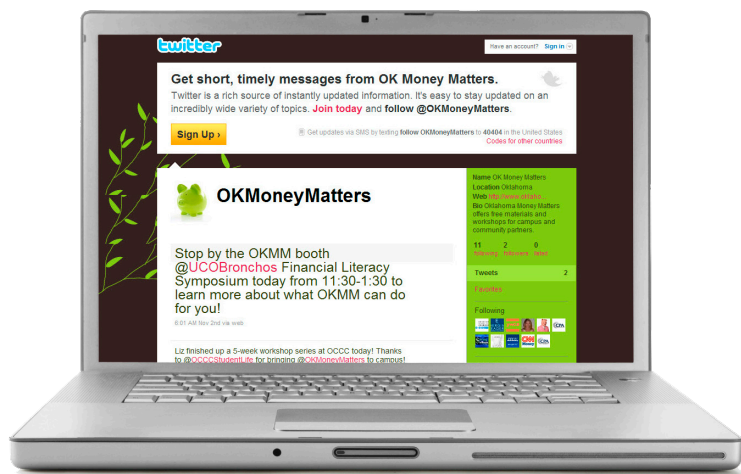 twitter
Have an account? Sign in
Get short, timely messages from OK Money Matters.
Twitter is a rich source of instantly updated information. It's easy to stay updated on an
incredibly wide variety of topics. Join today and follow @OKMoneyMatters.
Sign Up ›
Get updates via SMS by texting follow OKMoneyMatters to 40404 in the United States
Codes for other countries
OKMoneyMatters
Stop by the OKMM booth
@UCOBronchos Financial Literacy
Symposium today from 11:30-1:30 to
learn more about what OKMM can do
for you!
6:01 AM Nov 2nd via web
Liz finished up a 5-week workshop series at OCCC today! Thanks
to @OCCCStudentLife for bringing @OKMoneyMatters to campus!
Name OK Money Matters
Location Oklahoma
Web http://www.oklaho...
Bio Oklahoma Money Matters
offers free materials and
workshops for campus and
community partners.
11 2 0
following followers listed
Tweets 2
Favorites
Following
CNN